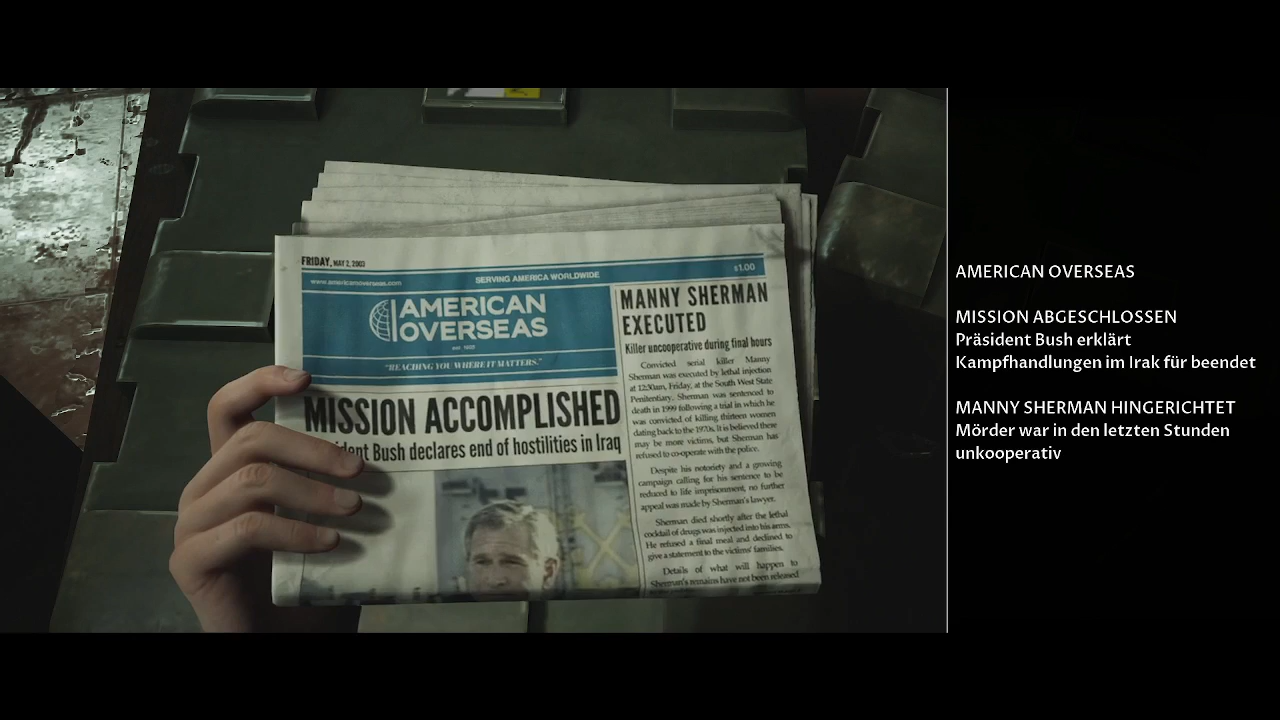 FRIDAY, MAY 2, 2003
www.americanoverseas.com
SERVING AMERICA WORLDWIDE
$1.00
AMERICAN
OVERSEAS
est. 1922
"REACHING YOU WHERE IT MATTERS."
MISSION ACCOMPLISHED
ident Bush declares end of hostilities in Iraq
MANNY SHERMAN
EXECUTED
Killer uncooperative during final hours
Convicted serial killer Manny
Sherman was executed by lethal injection
at 12:30am, Friday, at the South West State
Penitentiary. Sherman was sentenced to
death in 1999 following a trial in which he
was convicted of killing thirteen women
dating back to the 1970s. It is believed there
may be more victims, but Sherman has
refused to co-operate with the police.
Despite his notoriety and a growing
campaign calling for his sentence to be
reduced to life imprisonment, no further
appeal was made by Sherman's lawyer.
Sherman died shortly after the lethal
cocktail of drugs was injected into his arms.
He refused a final meal and declined to
give a statement to the victims' families.
Details of what will happen to
Sherman's remains have not been released
AMERICAN OVERSEAS
MISSION ABGESCHLOSSEN
Präsident Bush erklärt
Kampfhandlungen im Irak für beendet
MANNY SHERMAN HINGERICHTET
Mörder war in den letzten Stunden
unkooperativ